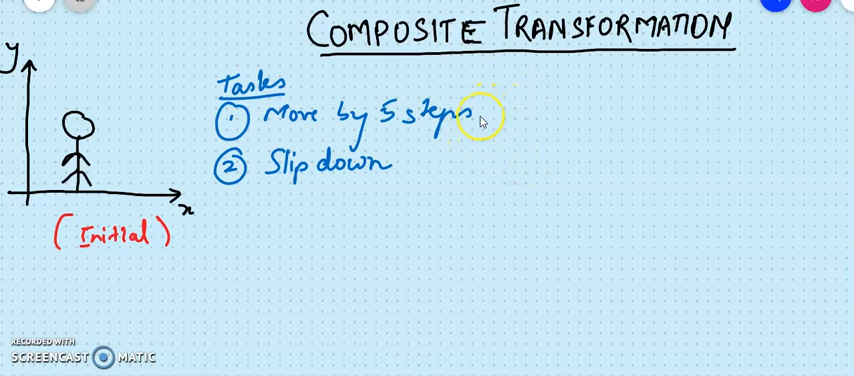 COMPOSITE TRANSFORMATION
y
Tasks
① Move by 5 steps
② Slip down
x
(Initial)
RECORDED WITH
SCREENCAST MATIC